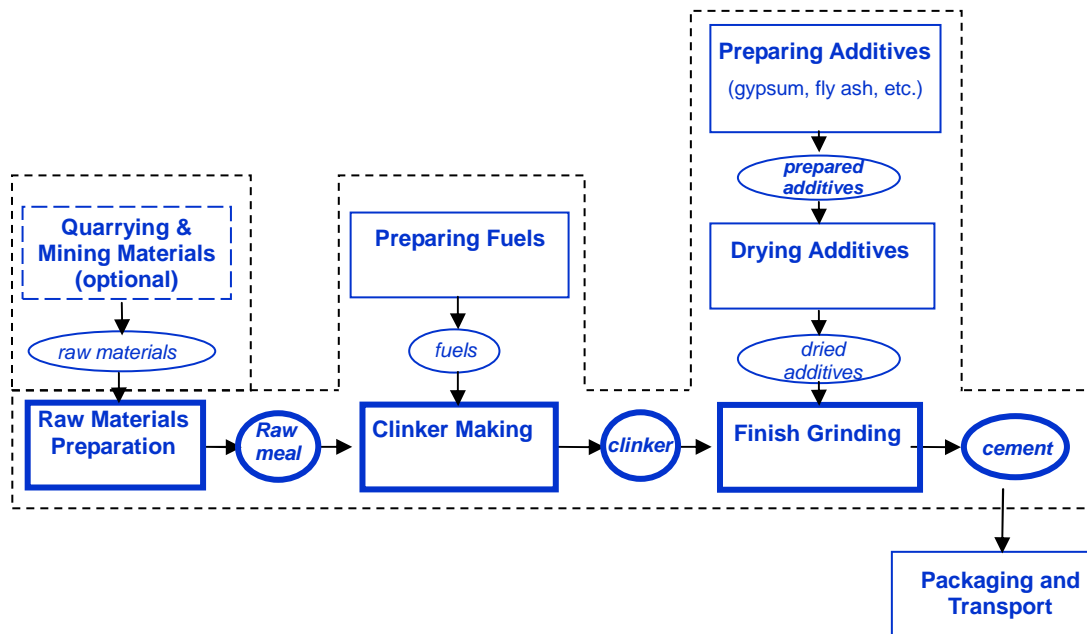 Preparing Additives
(gypsum, fly ash, etc.)
prepared
additives
Quarrying &
Mining Materials
(optional)
Preparing Fuels
Drying Additives
raw materials
fuels
dried
additives
Raw Materials
Preparation
Raw
meal
Clinker Making
clinker
Finish Grinding
cement
Packaging and
Transport